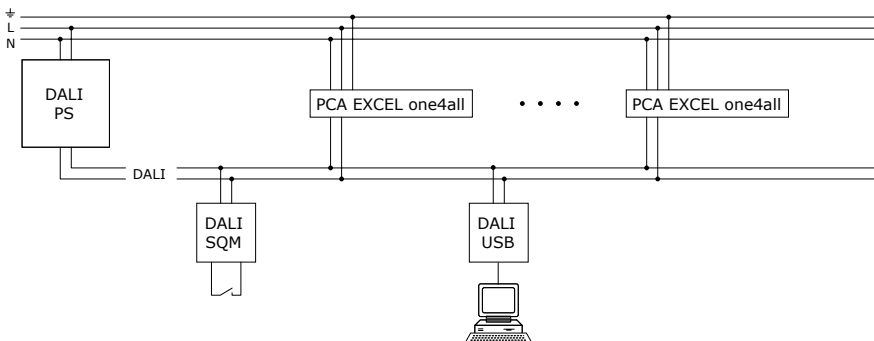 L
N
DALI
PS
PCA EXCEL one4all
PCA EXCEL one4all
DALI
DALI
SQM
DALI
USB